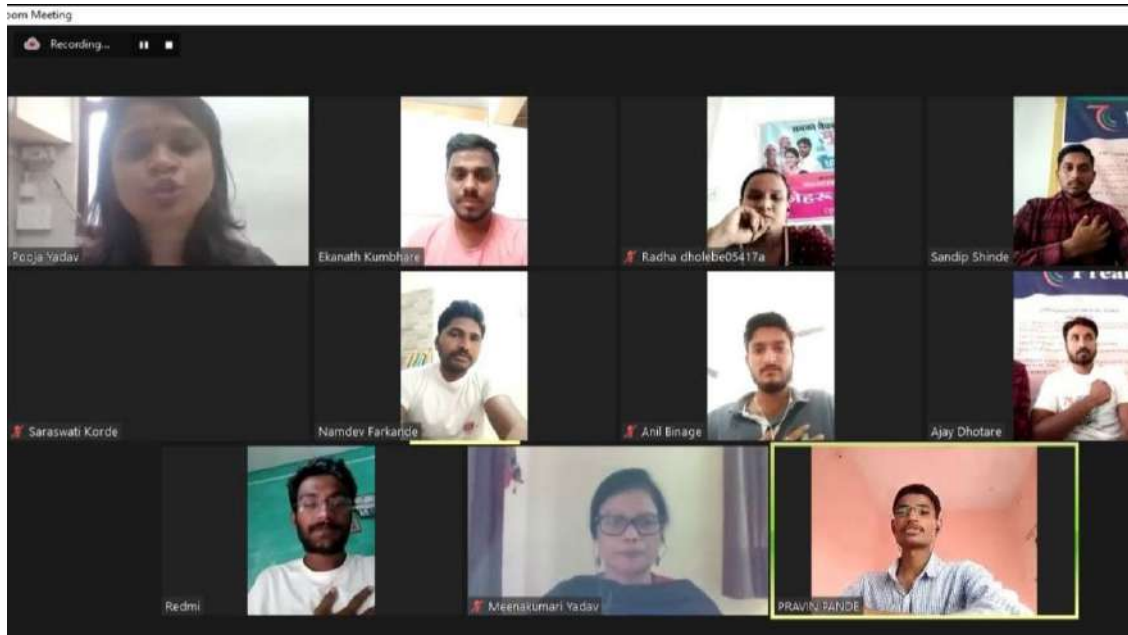 oom Meeting
Recording...
Pooja Yadav
Ekanath Kumbhare
Radha dholebe05417a
Sandip Shinde
Saraswati Korde
Namdev Farkande
Anil Binage
Ajay Dhotare
Redmi
Meenakumari Yadav
PRAVIN PANDE